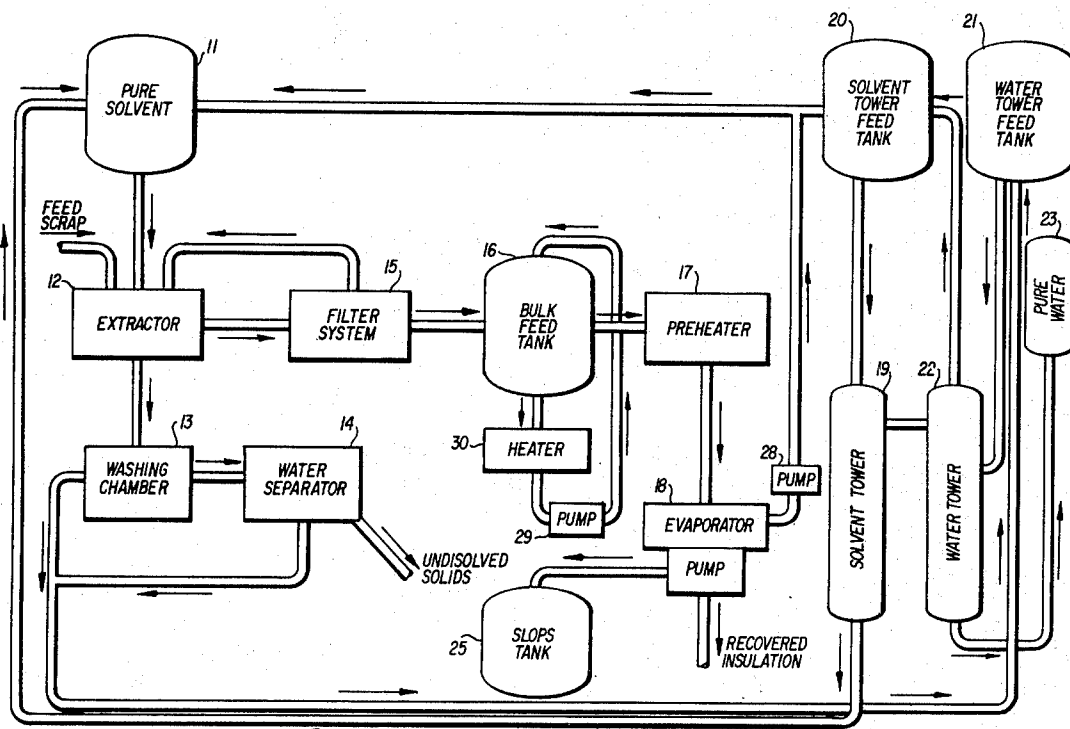 11
PURE
SOLVENT
20
SOLVENT
TOWER
FEED
TANK
21
WATER
TOWER
FEED
TANK
FEED
SCRAP
12
EXTRACTOR
15
FILTER
SYSTEM
16
BULK
FEED
TANK
17
PREHEATER
23
PURE
WATER
13
WASHING
CHAMBER
14
WATER
SEPARATOR
UNDISOLVED
SOLIDS
30
HEATER
29
PUMP
18
EVAPORATOR
PUMP
28
PUMP
19
SOLVENT TOWER
22
WATER TOWER
25
SLOPS
TANK
RECOVERED
INSULATION